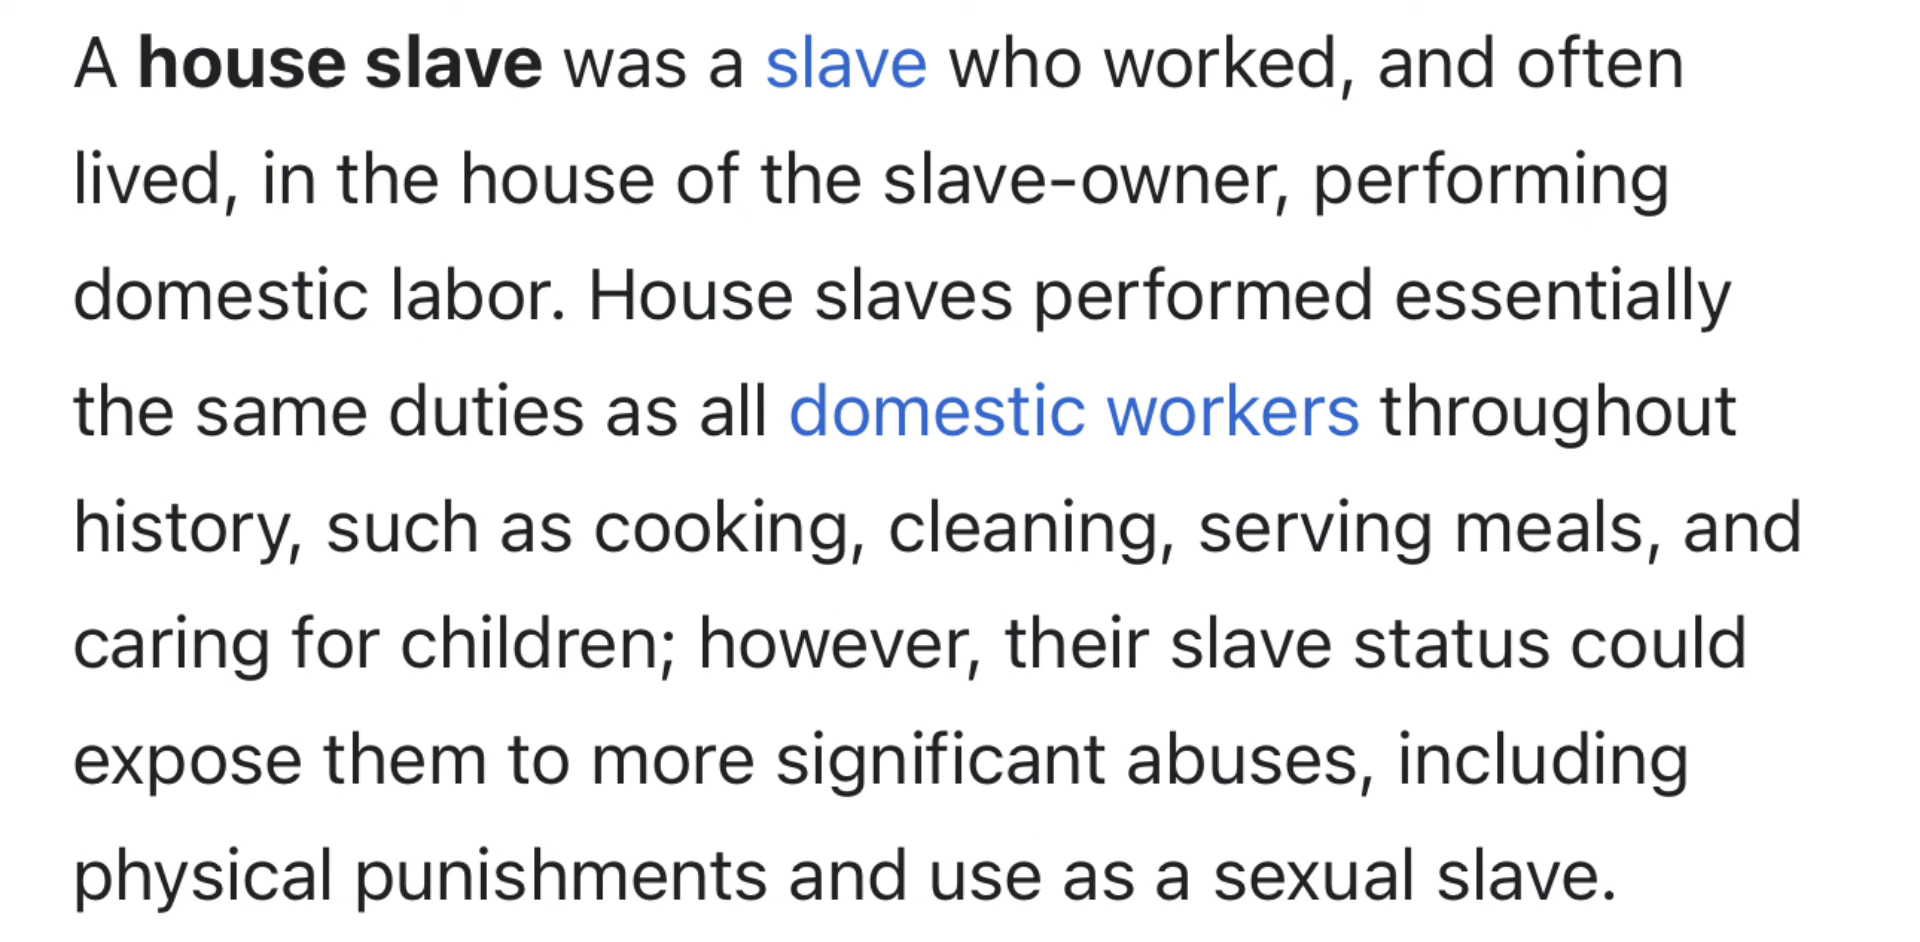 A house slave was a slave who worked, and often
lived, in the house of the slave-owner, performing
domestic labor. House slaves performed essentially
the same duties as all domestic workers throughout
history, such as cooking, cleaning, serving meals, and
caring for children; however, their slave status could
expose them to more significant abuses, including
physical punishments and use as a sexual slave.